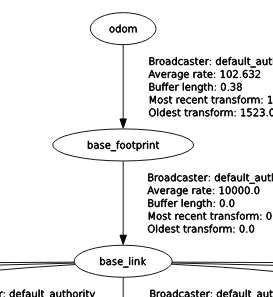 odom
Broadcaster: default_auth
Average rate: 102.632
Buffer length: 0.38
Most recent transform: 1
Oldest transform: 1523.0
base_footprint
Broadcaster: default_auth
Average rate: 10000.0
Buffer length: 0.0
Most recent transform: 0
Oldest transform: 0.0
base_link
: default_authority
Broadcaster: default_aut